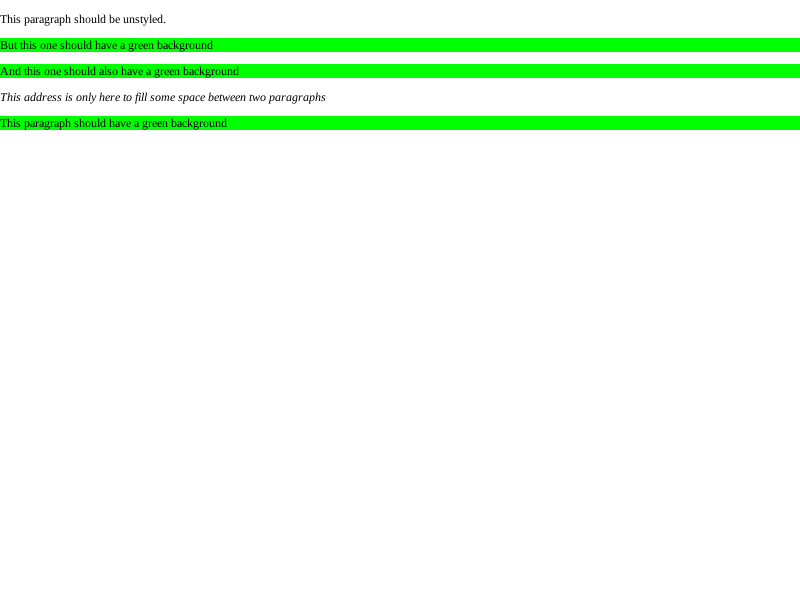 This paragraph should be unstyled.
But this one should have a green background
And this one should also have a green background
This address is only here to fill some space between two paragraphs
This paragraph should have a green background